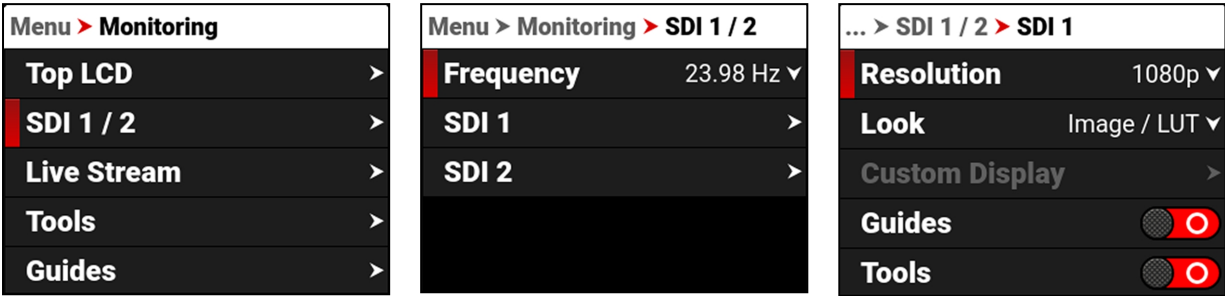 Menu > Monitoring
Top LCD
SDI 1 / 2
Live Stream
Tools
Guides
Menu > Monitoring > SDI 1 / 2
Frequency 23.98 Hz
SDI 1
SDI 2
... > SDI 1 / 2 > SDI 1
Resolution 1080p
Look Image / LUT
Custom Display
Guides
Tools